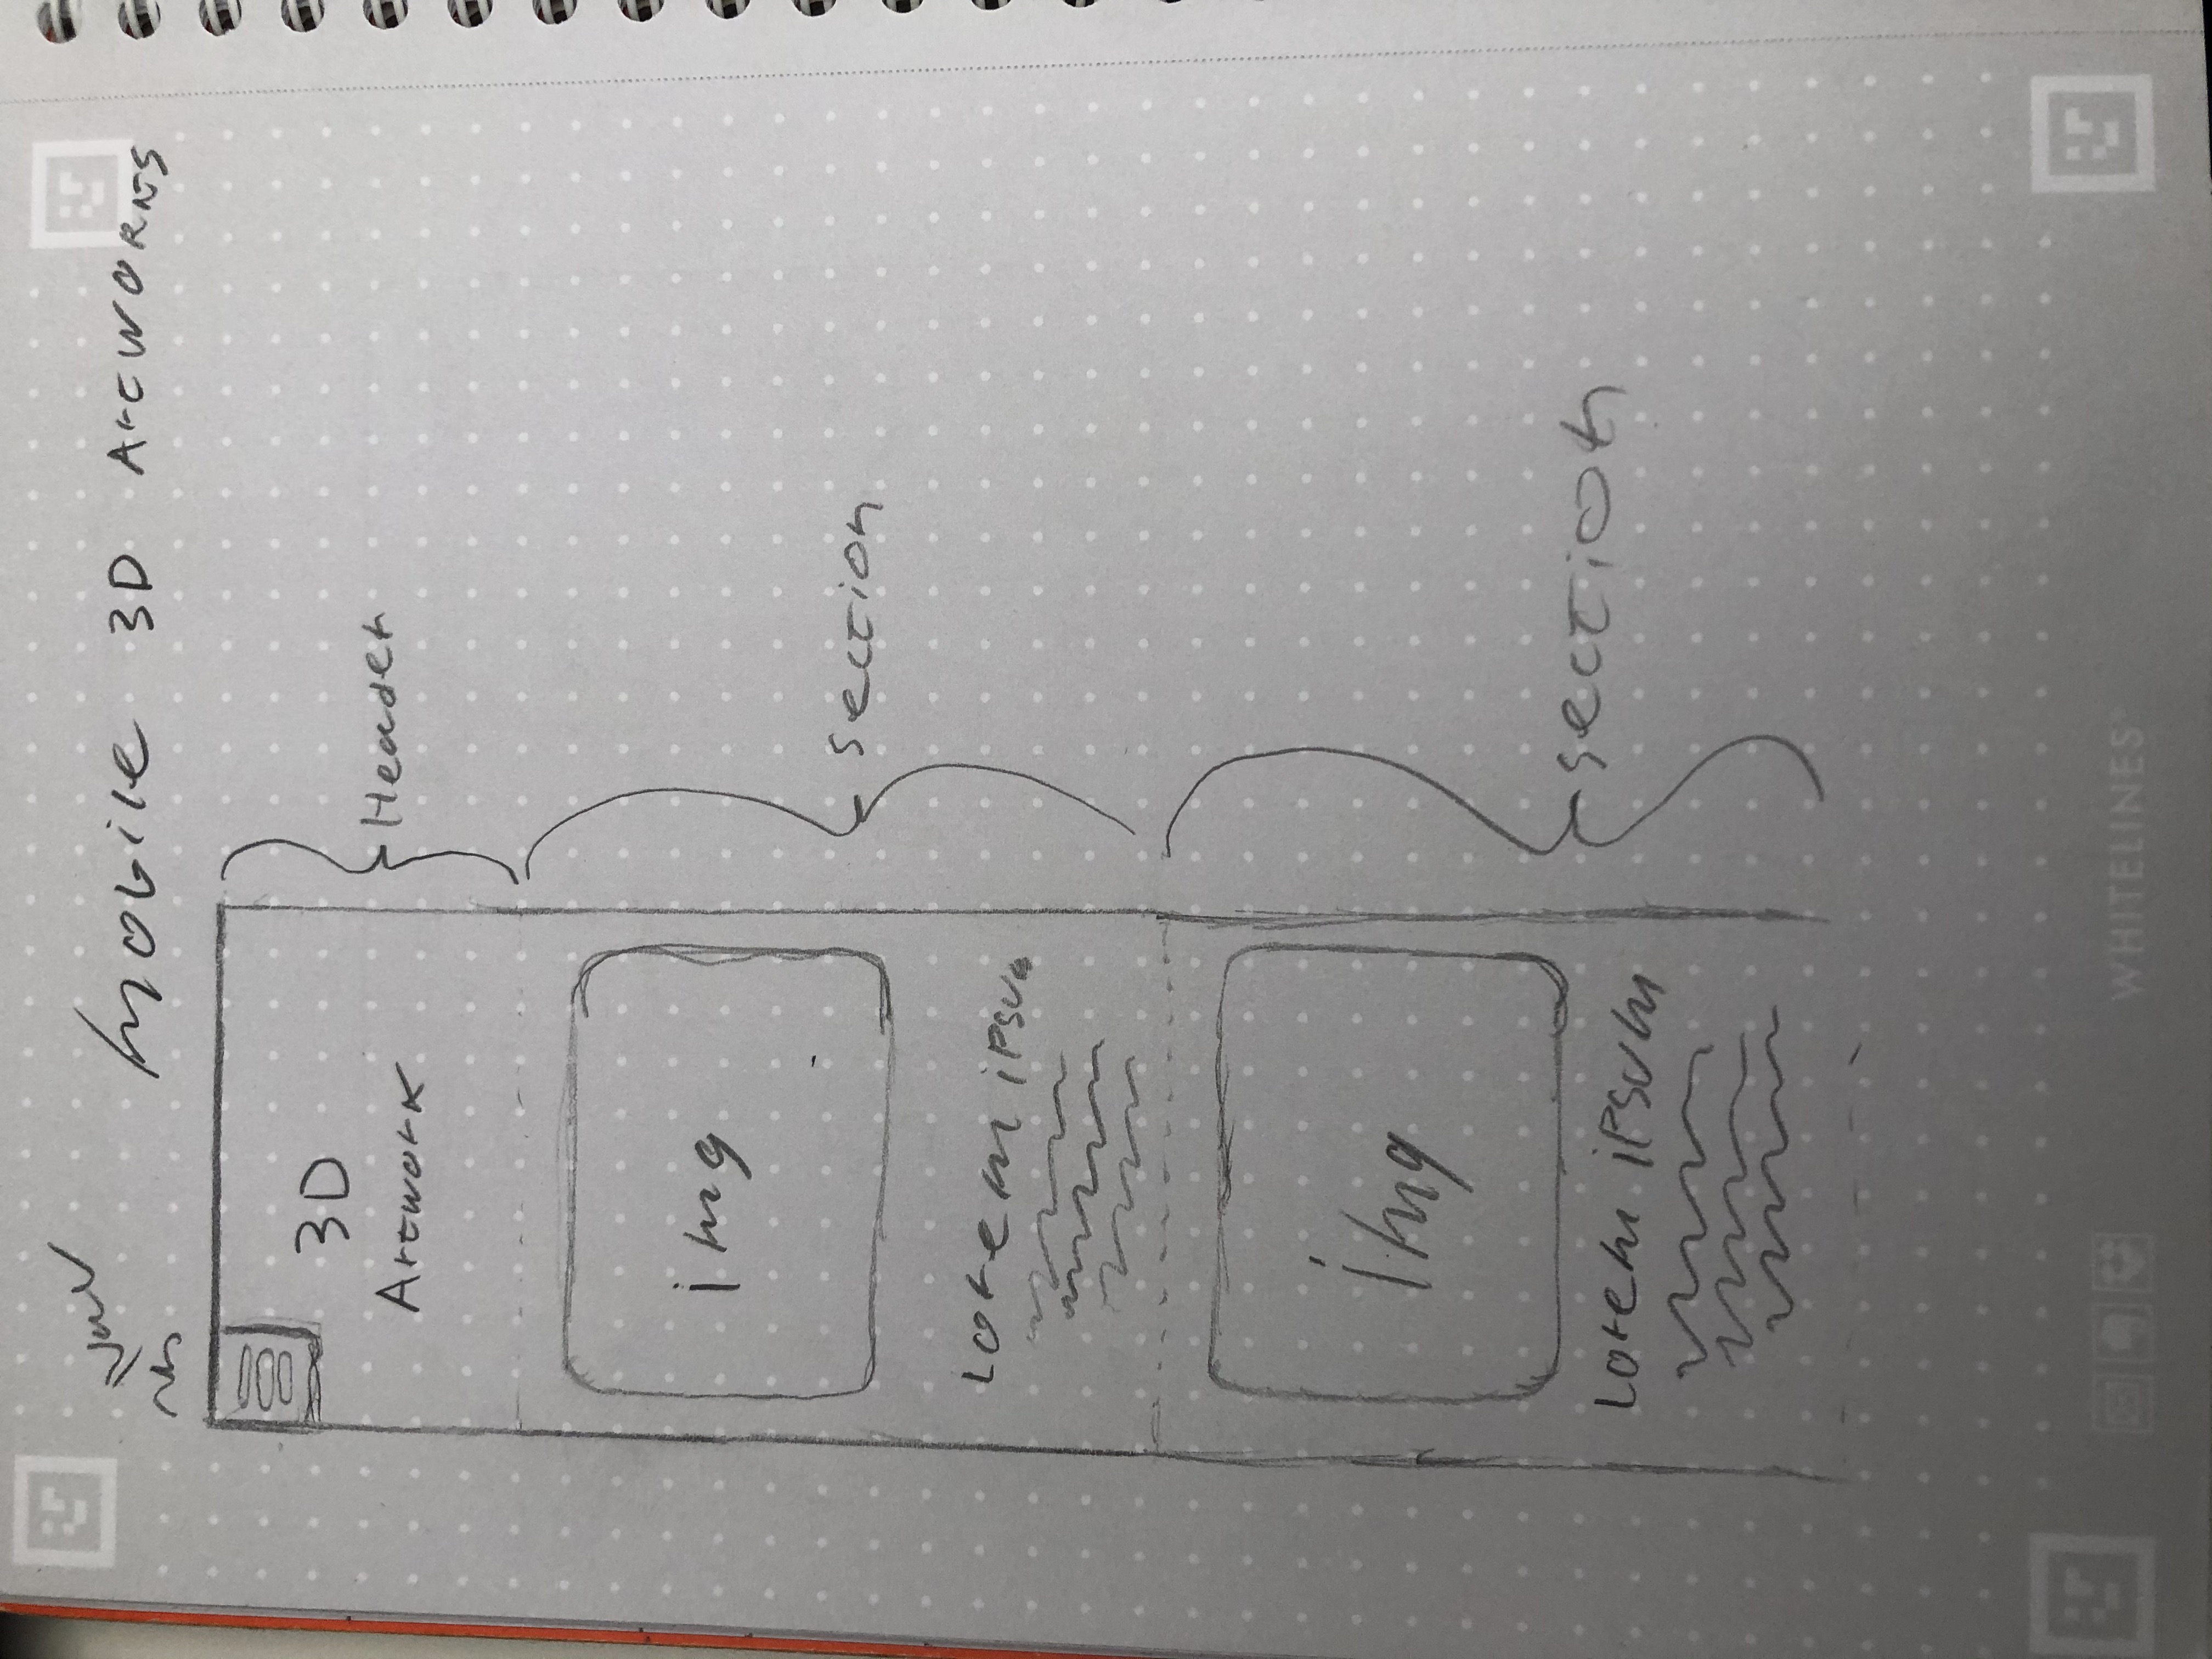 Nav
Mobile 3D Artworks
3D
Artwork
Header
img
section
Lorem ipsum
img
section
Lorem ipsum
WHITELINES®